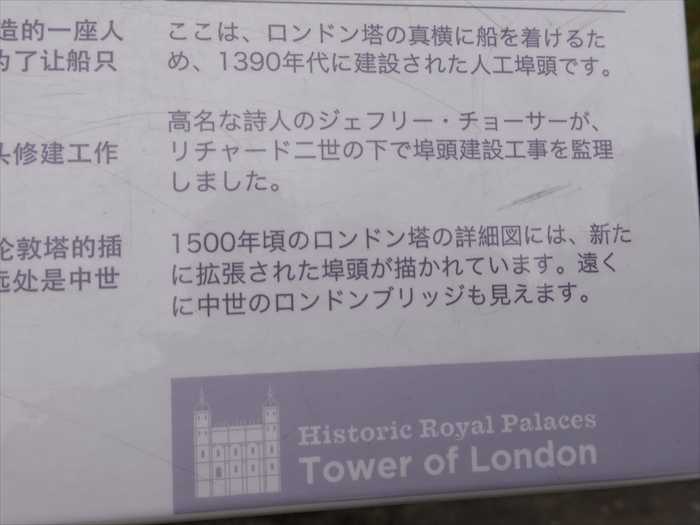 造的一座人
为了让船只
头修建工作
伦敦塔的插
远处是中世
ここは、ロンドン塔の真横に船を着けるた
め、1390年代に建設された人工埠頭です。
高名な詩人のジェフリー・チョーサーが、
リチャード二世の下で埠頭建設工事を監理
しました。
1500年頃のロンドン塔の詳細図には、新た
に拡張された埠頭が描かれています。遠く
に中世のロンドンブリッジも見えます。
Historic Royal Palaces
Tower of London